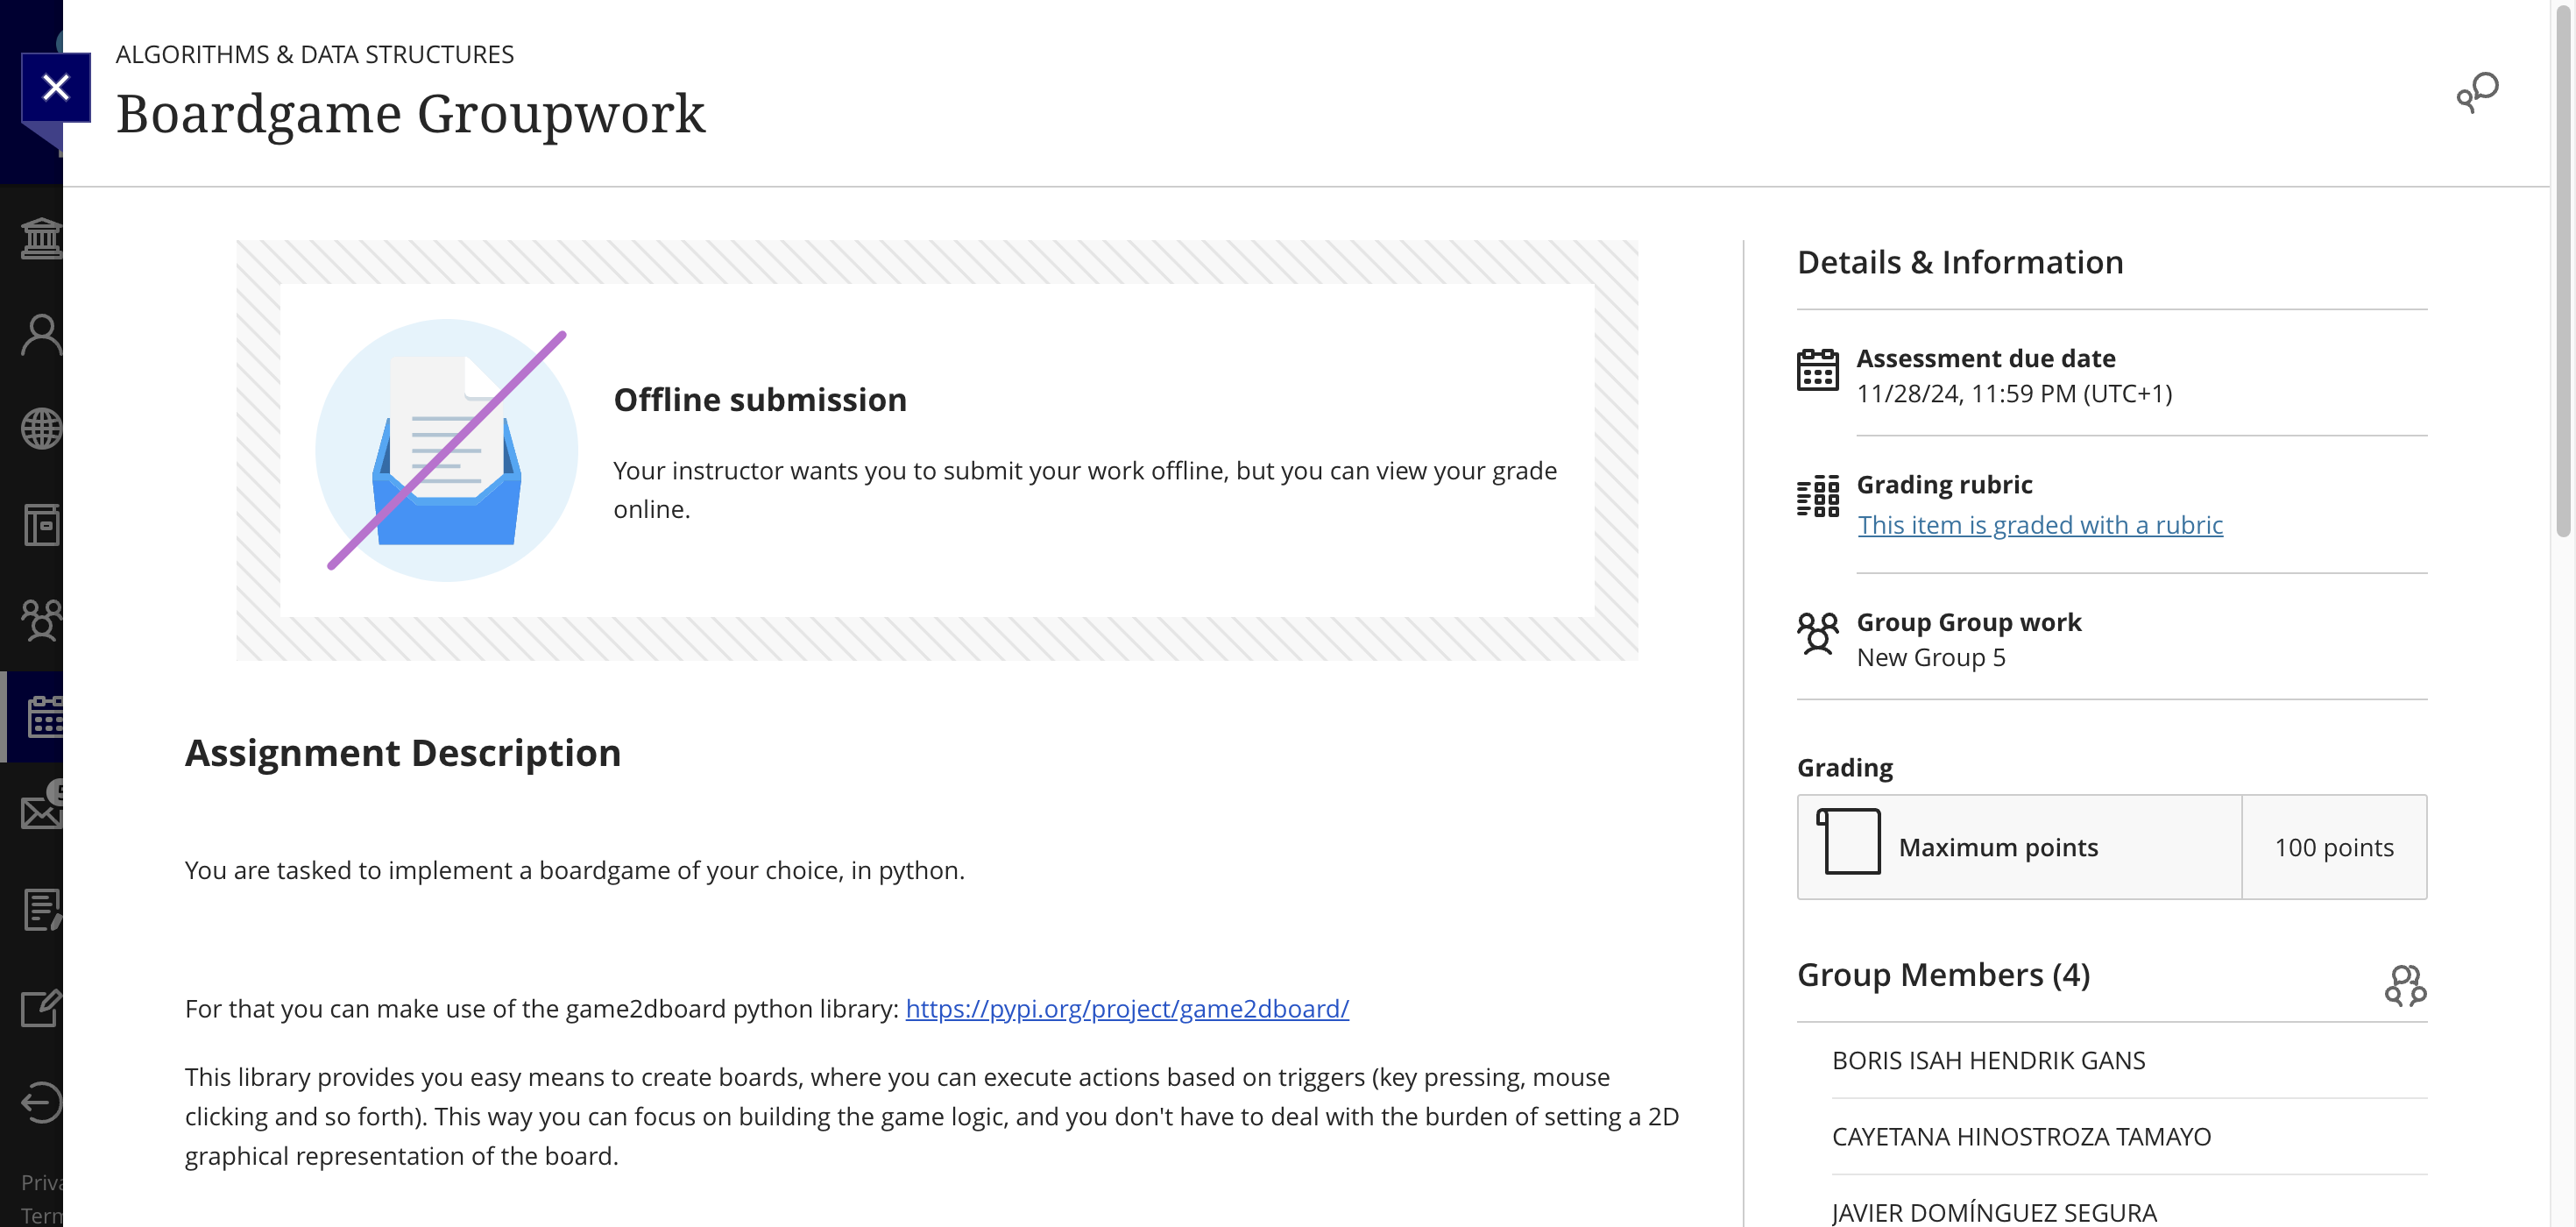 ALGORITHMS & DATA STRUCTURES
Boardgame Groupwork
Offline submission
Your instructor wants you to submit your work offline, but you can view your grade
online.
Assignment Description
You are tasked to implement a boardgame of your choice, in python.
For that you can make use of the game2dboard python library: https://pypi.org/project/game2dboard/
This library provides you easy means to create boards, where you can execute actions based on triggers (key pressing, mouse
clicking and so forth). This way you can focus on building the game logic, and you don't have to deal with the burden of setting a 2D
graphical representation of the board.
Details & Information
Assessment due date
11/28/24, 11:59 PM (UTC+1)
Grading rubric
This item is graded with a rubric
Group Group work
New Group 5
Grading
Maximum points
100 points
Group Members (4)
BORIS ISAH HENDRIK GANS
CAYETANA HINOSTROZA TAMAYO
JAVIER DOMÍNGUEZ SEGURA